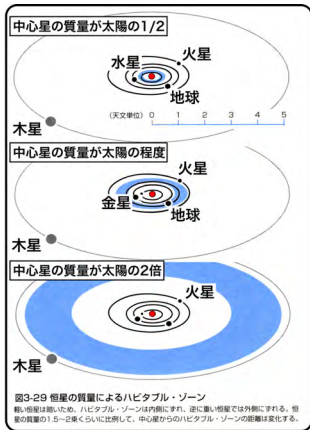 中心星の質量が太陽の1/2
水星
火星
地球
(天文単位) 0 1 2 3 4 5
木星
中心星の質量が太陽の程度
火星
金星
地球
木星
中心星の質量が太陽の2倍
火星
木星
図3-29 恒星の質量によるハビタブル・ゾーン
軽い恒星は暗いため、ハビタブル・ゾーンは内側にずれ、逆に重い恒星では外側にずれる。恒
星の質量の1.5〜2乗くらいに比例して、中心星からのハビタブル・ゾーンの距離は変化する。